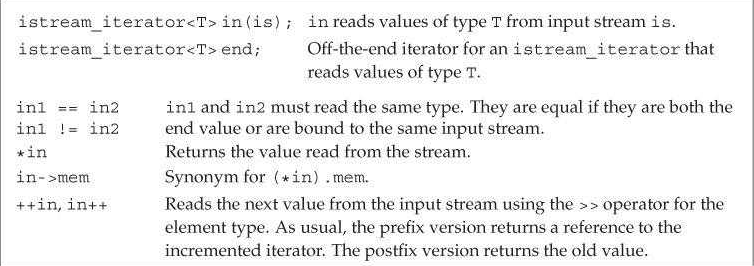 istream_iterator<T> in(is); in reads values of type T from input stream is.
istream_iterator<T> end; Off-the-end iterator for an istream_iterator that
reads values of type T.
in1 == in2 in1 and in2 must read the same type. They are equal if they are both the
in1 != in2 end value or are bound to the same input stream.
*in Returns the value read from the stream.
in->mem Synonym for (*in).mem.
++in, in++ Reads the next value from the input stream using the >> operator for the
element type. As usual, the prefix version returns a reference to the
incremented iterator. The postfix version returns the old value.